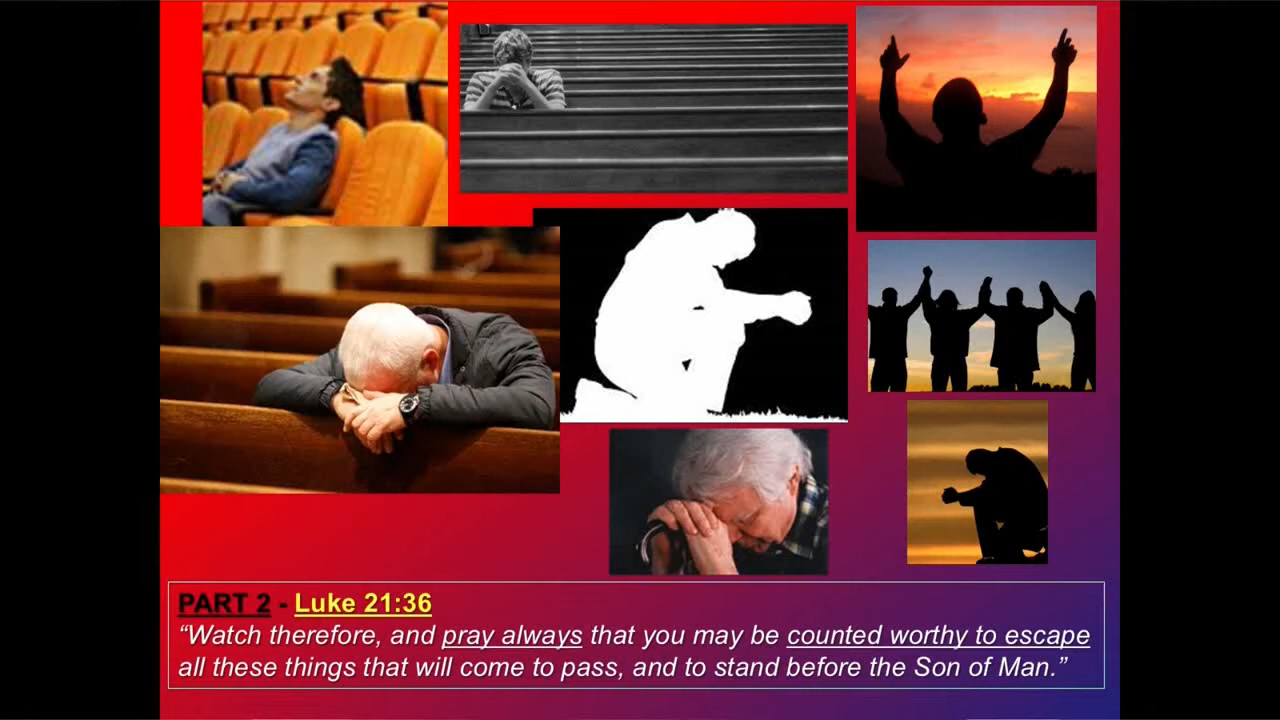 PART 2 - Luke 21:36
“Watch therefore, and pray always that you may be counted worthy to escape
all these things that will come to pass, and to stand before the Son of Man.”